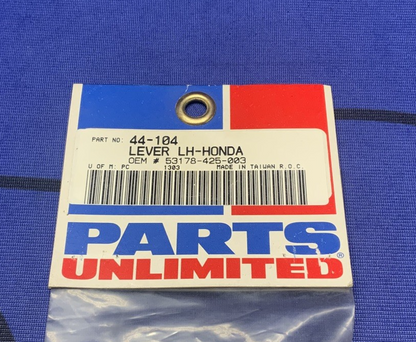 PART NO: 44-104
LEVER LH-HONDA
OEM # 53178-425-003
U OF M: PC 1303 MADE IN TAIWAN R.O.C
PARTS
UNLIMITED®